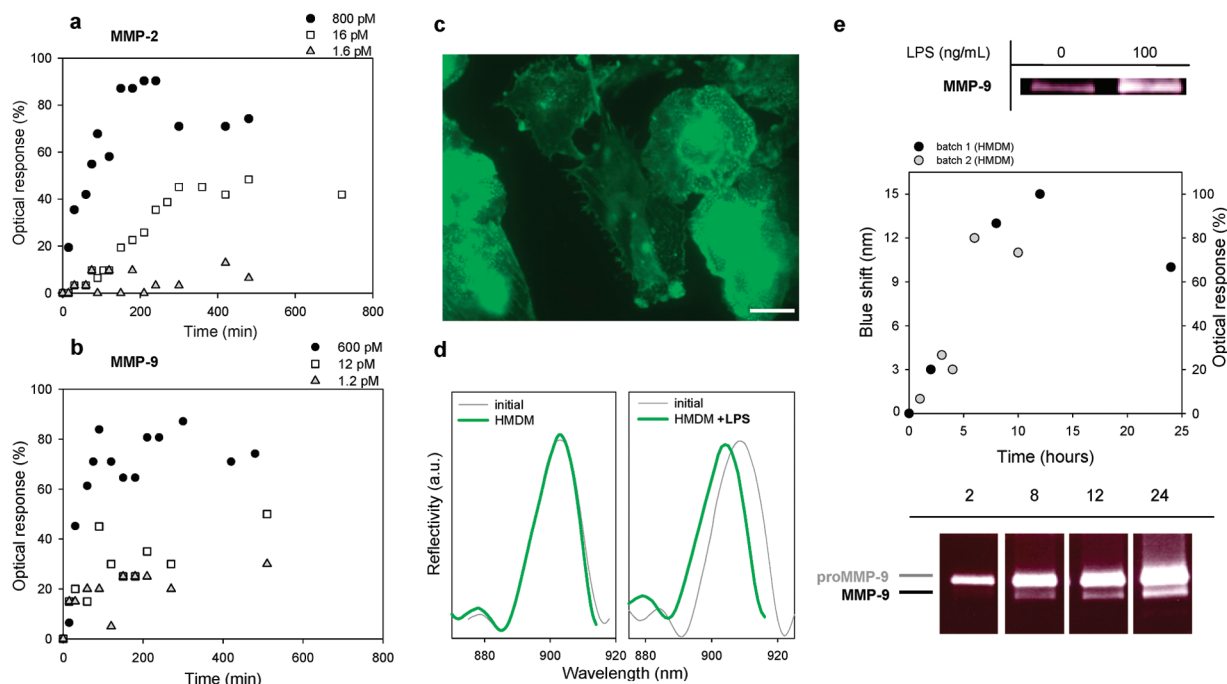 a
MMP-2
800 pM
16 pM
1.6 pM
100
80
60
40
20
0
Optical response (%)
0 200 400 600 800
Time (min)
b
MMP-9
600 pM
12 pM
1.2 pM
100
80
60
40
20
0
Optical response (%)
0 200 400 600 800
Time (min)
c
d
initial
HMDM
initial
HMDM +LPS
Reflectivity (a.u.)
880 900 920
880 900 925
Wavelength (nm)
e
LPS (ng/mL) 0 100
MMP-9
batch 1 (HMDM)
batch 2 (HMDM)
15
12
9
6
3
0
Blue shift (nm)
100
80
60
40
20
0
Optical response (%)
0 5 10 15 20 25
Time (hours)
2 8 12 24
proMMP-9
MMP-9